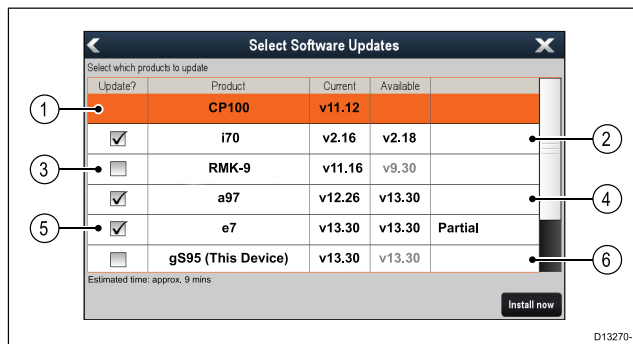 Select Software Updates
Select which products to update
Update? Product Current Available
1 CP100 v11.12
i70 v2.16 v2.18 2
3 RMK-9 v11.16 v9.30
a97 v12.26 v13.30 4
5 e7 v13.30 v13.30 Partial
gS95 (This Device) v13.30 v13.30 6
Estimated time: approx. 9 mins
Install now
D13270-